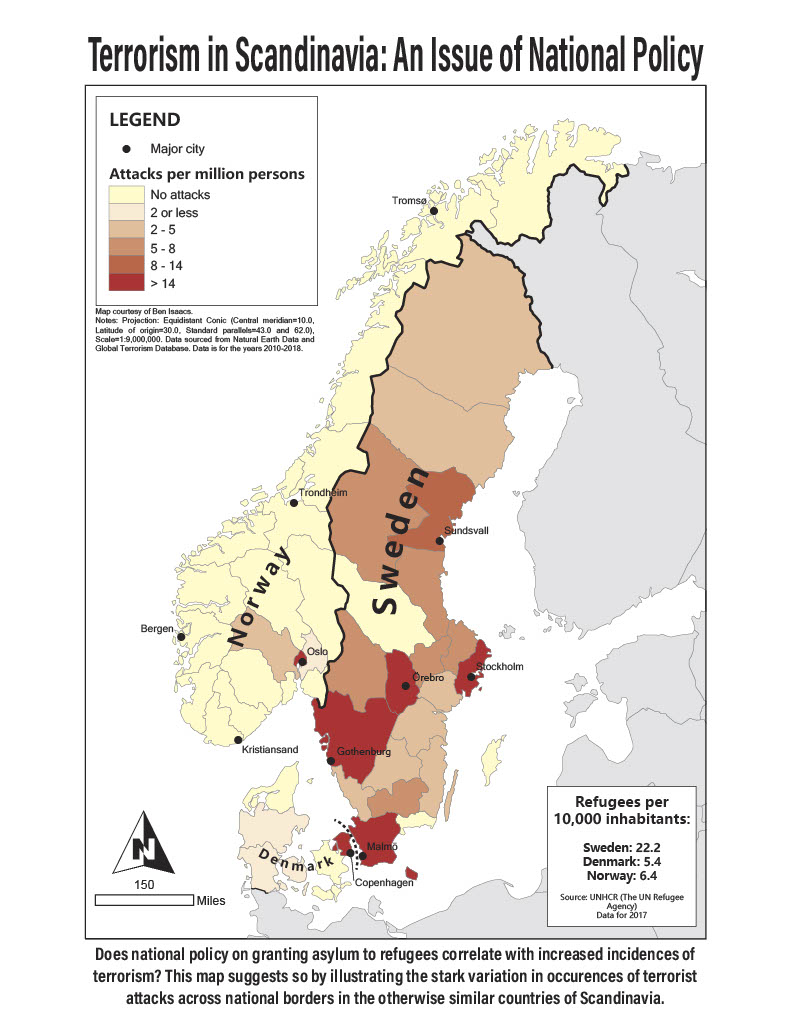 Terrorism in Scandinavia: An Issue of National Policy
LEGEND
Major city
Attacks per million persons
No attacks
2 or less
2 - 5
5 - 8
8 - 14
> 14
Map courtesy of Ben Isaacs.
Notes: Projection: Equidistant Conic (Central meridian=10.0,
Latitude of origin=30.0, Standard parallels=43.0 and 62.0),
Scale=1:9,000,000. Data sourced from Natural Earth Data and
Global Terrorism Database. Data is for the years 2010-2018.
Tromsø
Trondheim
Sweden
Sundsvall
Norway
Bergen
Oslo
Stockholm
Örebro
Kristiansand
Gothenburg
Malmö
Denmark
Copenhagen
N
150
Miles
Refugees per
10,000 inhabitants:
Sweden: 22.2
Denmark: 5.4
Norway: 6.4
Source: UNHCR (The UN Refugee
Agency)
Data for 2017
Does national policy on granting asylum to refugees correlate with increased incidences of
terrorism? This map suggests so by illustrating the stark variation in occurences of terrorist
attacks across national borders in the otherwise similar countries of Scandinavia.